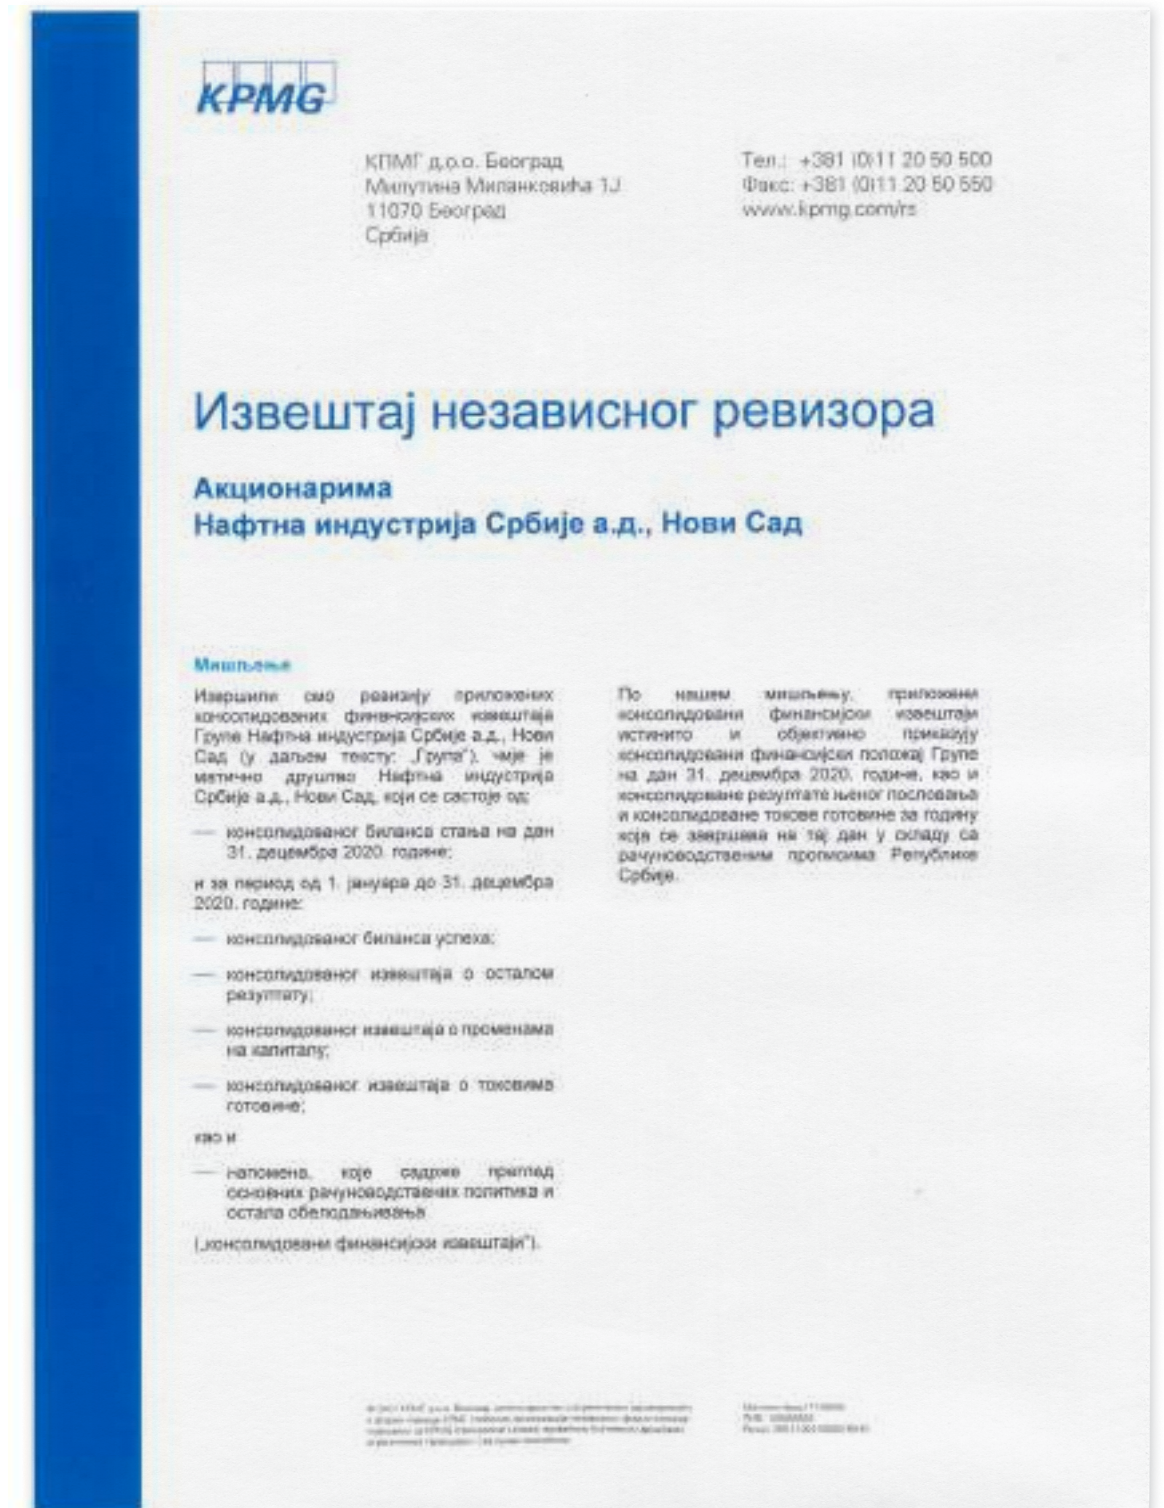 KPMG
КПМГ д.о.о. Београд
Милутина Миланковића 1J
11070 Београд
Србија
Тел.: +381 (0)11 20 50 500
Факс: +381 (0)11 20 50 550
www.kpmg.com/rs
Извештај независног ревизора
Акционарима
Нафтна индустрија Србије а.д., Нови Сад
Мишљење
Извршили смо ревизију приложених
консолидованих финансијских извештаја
Групе Нафтна индустрија Србије а.д., Нови
Сад (у даљем тексту: „Група“), чије је
матично друштво Нафтна индустрија
Србије а.д., Нови Сад, који се састоје од:
— консолидованог биланса стања на дан
31. децембра 2020. године;
и за период од 1. јануара до 31. децембра
2020. године:
— консолидованог биланса успеха;
— консолидованог извештаја о осталом
резултату;
— консолидованог извештаја о променама
на капиталу;
— консолидованог извештаја о токовима
готовине;
као и
— напомена, које садрже преглед
основних рачуноводствених политика и
остала обелодањивања
(„консолидовани финансијски извештаји“).
По нашем мишљењу, приложени
консолидовани финансијски извештаји
истинито и објективно приказују
консолидовани финансијски положај Групе
на дан 31. децембра 2020. године, као и
консолидоване резултате њеног пословања
и консолидоване токове готовине за годину
која се завршава на тај дан у складу са
рачуноводственим прописима Републике
Србије.